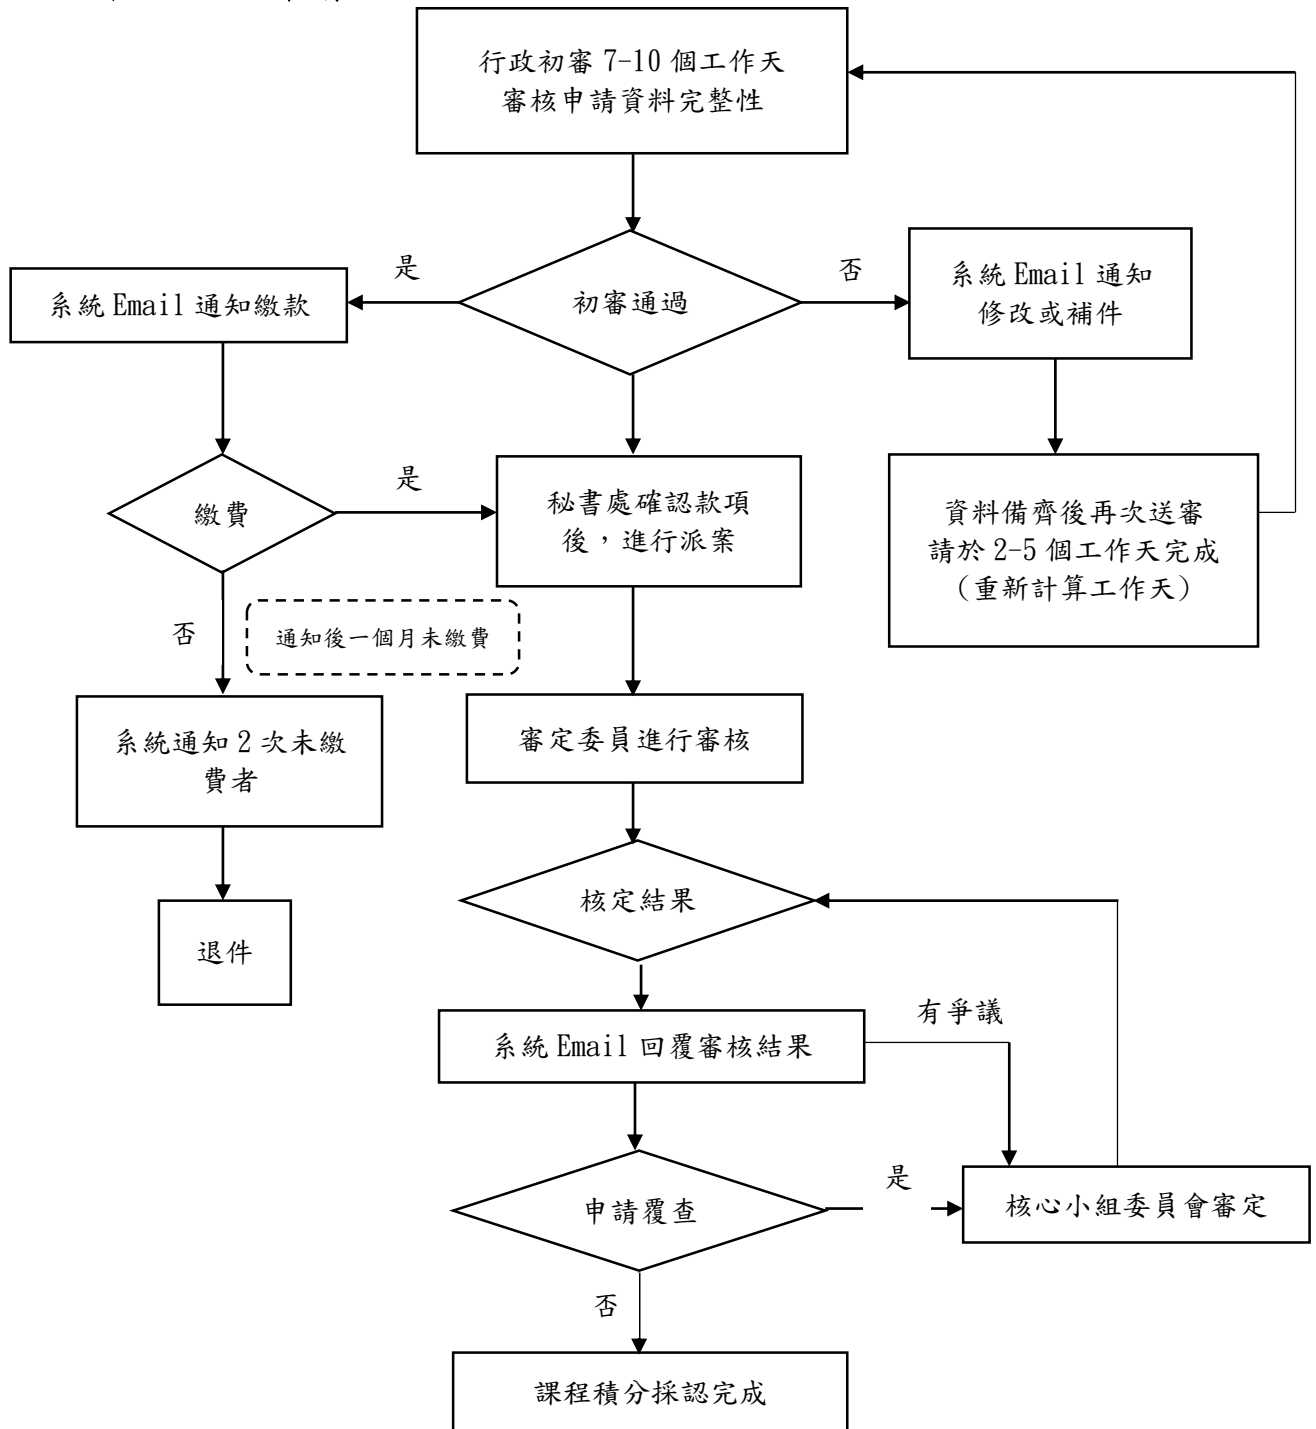 行政初審 7-10 個工作天
審核申請資料完整性
是
否
系統 Email 通知繳款
初審通過
系統 Email 通知
修改或補件
繳費
是
秘書處確認款項
後，進行派案
資料備齊後再次送審
請於 2-5 個工作天完成
(重新計算工作天)
否
通知後一個月未繳費
系統通知 2 次未繳
費者
審定委員進行審核
核定結果
退件
系統 Email 回覆審核結果
有爭議
申請覆查
是
核心小組委員會審定
否
課程積分採認完成